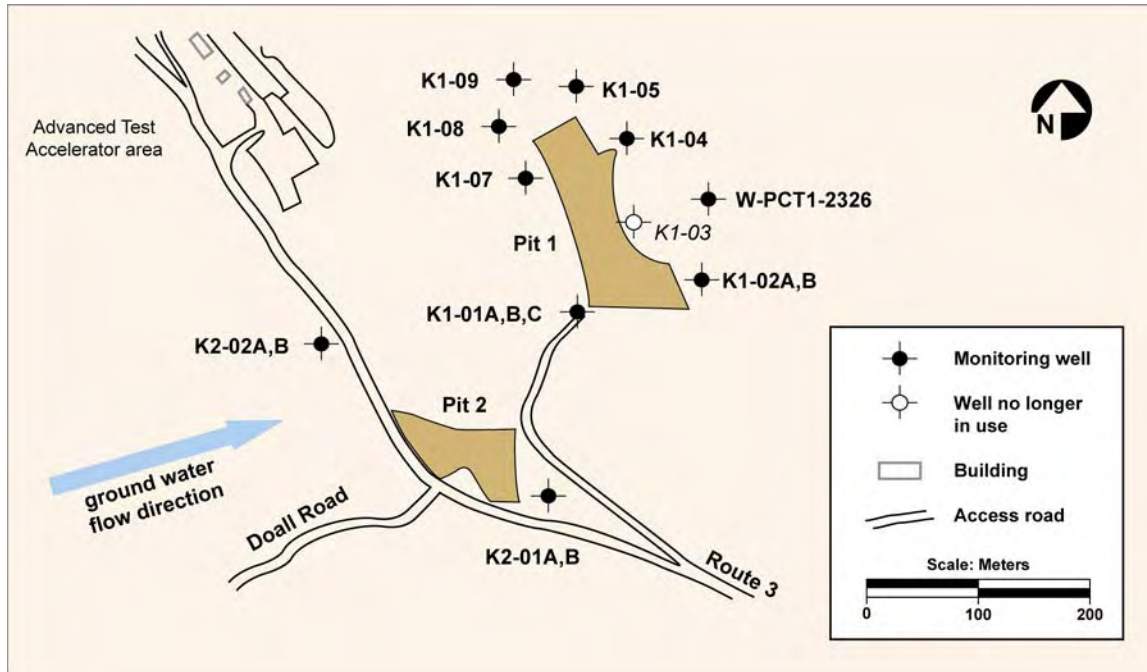 K1-09
K1-05
K1-08
K1-04
Advanced Test
Accelerator area
N
K1-07
W-PCT1-2326
K1-03
Pit 1
K1-02A,B
K1-01A,B,C
K2-02A,B
Pit 2
ground water
flow direction
Doall Road
K2-01A,B
Route 3
Monitoring well
Well no longer
in use
Building
Access road
Scale: Meters
0 100 200